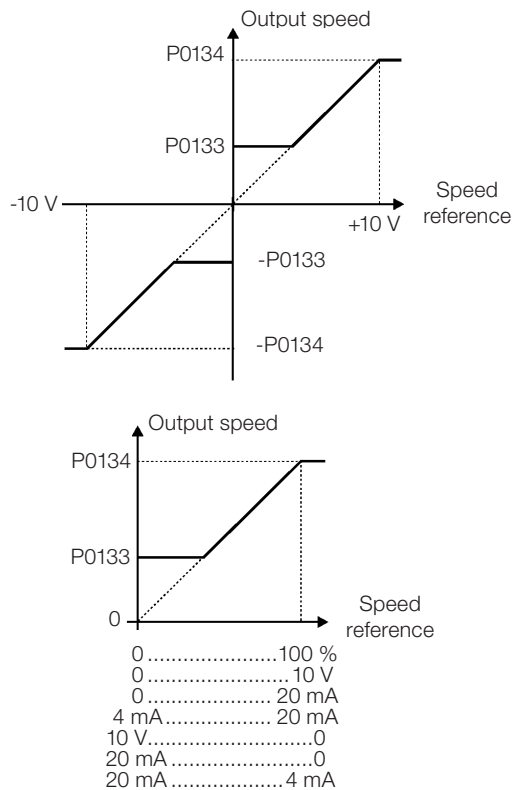 Output speed
P0134
P0133
-10 V
Speed
reference
+10 V
-P0133
-P0134
Output speed
P0134
P0133
0
Speed
reference
0.......................100 %
0.........................10 V
0......................20 mA
4 mA.................. 20 mA
10 V............................0
20 mA ........................0
20 mA ...................4 mA